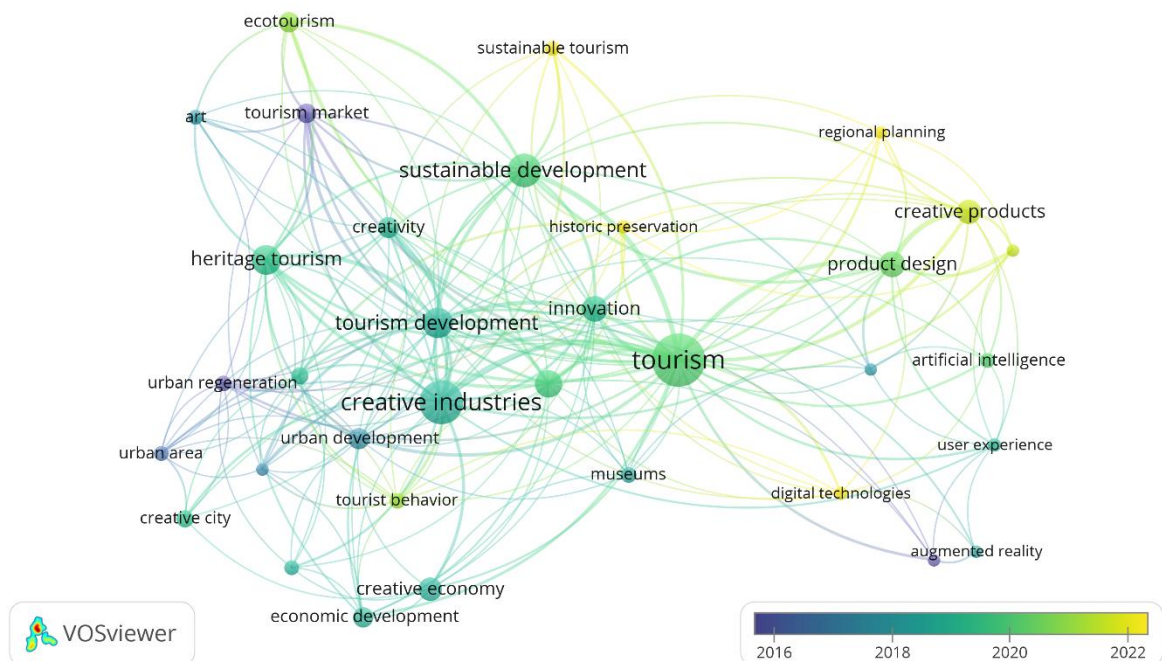 ecotourism
sustainable tourism
art
tourism market
regional planning
sustainable development
creative products
creativity
historic preservation
heritage tourism
product design
innovation
tourism development
tourism
artificial intelligence
urban regeneration
creative industries
urban development
user experience
urban area
museums
digital technologies
tourist behavior
creative city
augmented reality
creative economy
economic development
VOSviewer
2016 2018 2020 2022